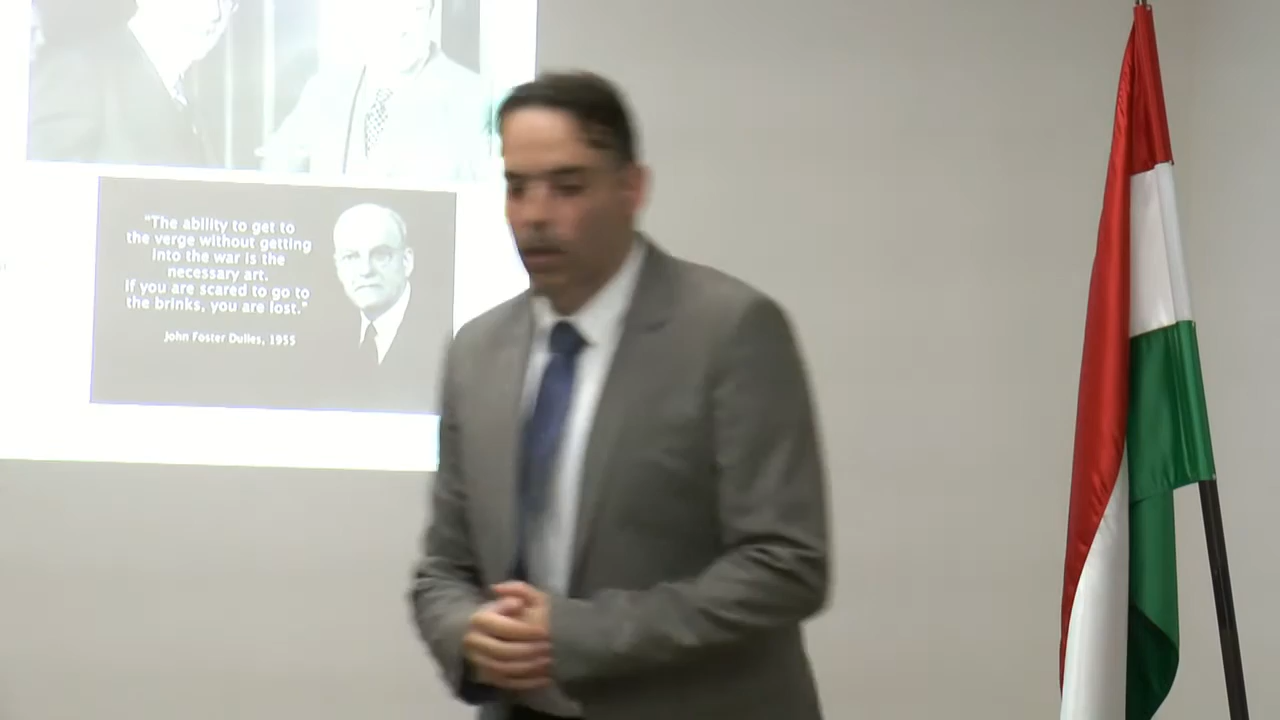 "The ability to get to
the verge without getting
into the war is the
necessary art.
If you are scared to go to
the brinks, you are lost."
John Foster Dulles, 1955